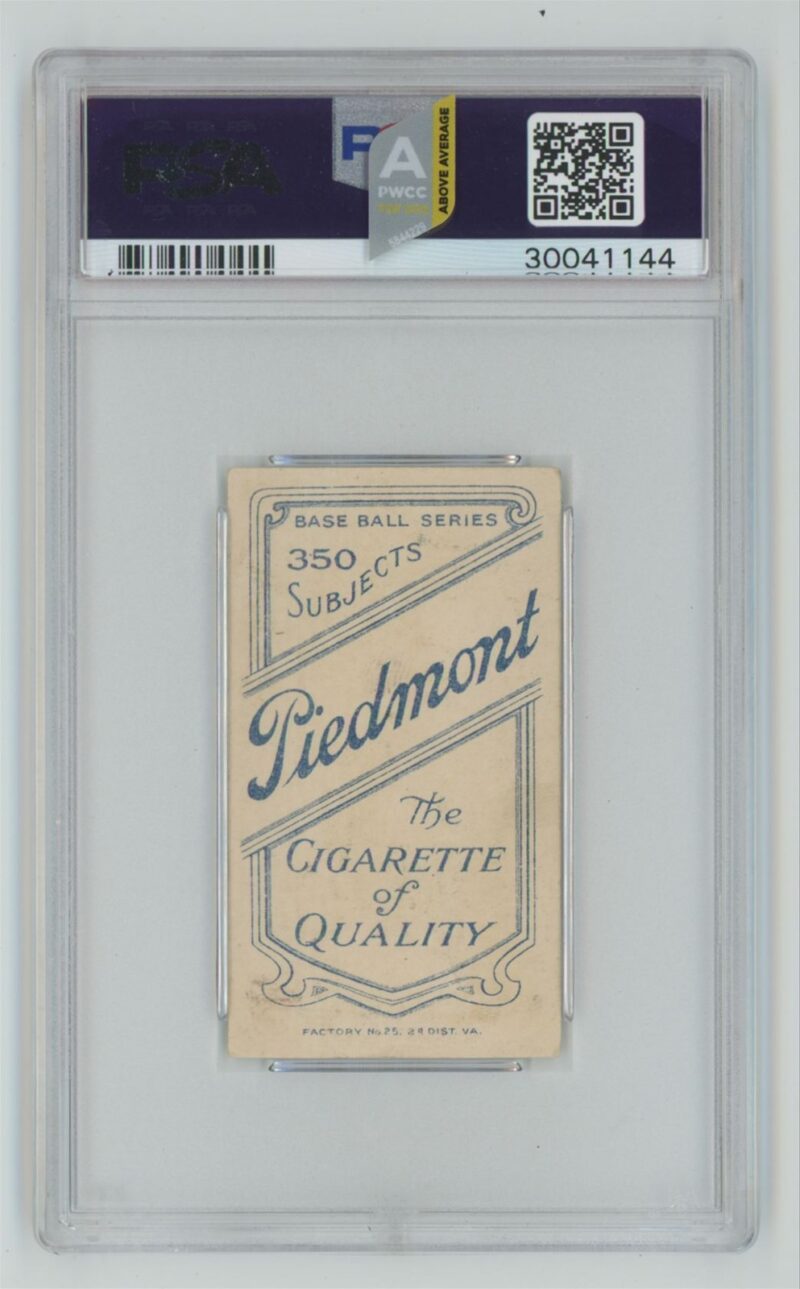 PSA
A
PWCC
ABOVE AVERAGE
30041144
BASE BALL SERIES
350
SUBJECTS
Piedmont
The
CIGARETTE
of
QUALITY
FACTORY No. 25, 2d DIST. VA.